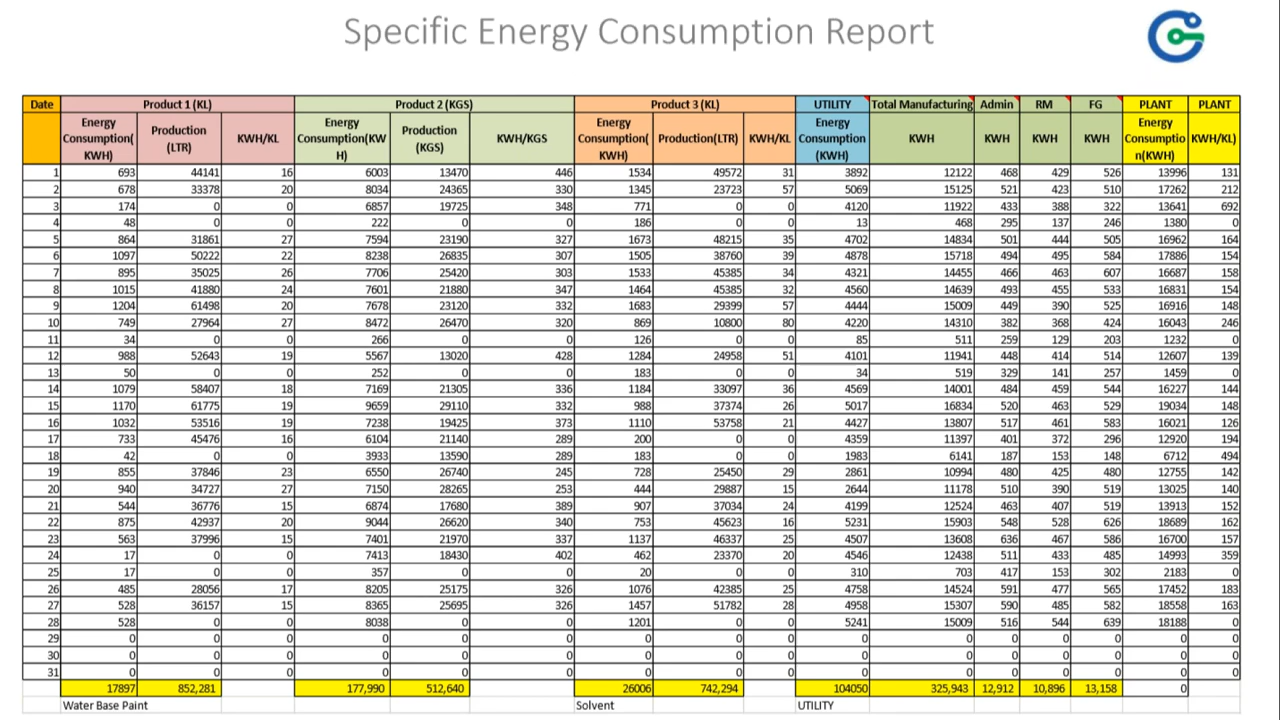 Specific Energy Consumption Report
Date Product 1 (KL) Product 2 (KGS) Product 3 (KL) UTILITY Total Manufacturing Admin RM FG PLANT PLANT
Energy Consumption( KWH) Production (LTR) KWH/KL Energy Consumption(KW H) Production (KGS) KWH/KGS Energy Consumption( KWH) Production(LTR) KWH/KL Energy Consumption (KWH) KWH KWH KWH KWH Energy Consumptio n(KWH) KWH/KL)
1 693 44141 16 6003 13470 446 1534 49572 31 3892 12122 468 429 526 13996 131
2 678 33378 20 8034 24365 330 1345 23723 57 5069 15125 521 423 510 17262 212
3 174 0 0 6857 19725 348 771 0 0 4120 11922 433 388 322 13641 692
4 48 0 0 222 0 0 186 0 0 13 468 295 137 246 1380 0
5 864 31861 27 7594 23190 327 1673 48215 35 4702 14834 501 444 505 16962 164
6 1097 50222 22 8238 26835 307 1505 38760 39 4878 15718 494 495 584 17886 154
7 895 35025 26 7706 25420 303 1533 45385 34 4321 14455 466 463 607 16687 158
8 1015 41880 24 7601 21880 347 1464 45385 32 4560 14639 493 455 533 16831 154
9 1204 61498 20 7678 23120 332 1683 29399 57 4444 15009 449 390 525 16916 148
10 749 27964 27 8472 26470 320 869 10800 80 4220 14310 382 368 424 16043 246
11 34 0 0 266 0 0 126 0 0 85 511 259 129 203 1232 0
12 988 52643 19 5567 13020 428 1284 24958 51 4101 11941 448 414 514 12607 139
13 50 0 0 252 0 0 183 0 0 34 519 329 141 257 1459 0
14 1079 58407 18 7169 21305 336 1184 33097 36 4569 14001 484 459 544 16227 144
15 1170 61775 19 9659 29110 332 988 37374 26 5017 16834 520 463 529 19034 148
16 1032 53516 19 7238 19425 373 1110 53758 21 4427 13807 517 461 583 16021 126
17 733 45476 16 6104 21140 289 200 0 0 4359 11397 401 372 296 12920 194
18 42 0 0 3933 13590 289 183 0 0 1983 6141 187 153 148 6712 494
19 855 37846 23 6550 26740 245 728 25450 29 2861 10994 480 425 480 12755 142
20 940 34727 27 7150 28265 253 444 29887 15 2644 11178 510 390 519 13025 140
21 544 36776 15 6874 17680 389 907 37034 24 4199 12524 463 407 519 13913 152
22 875 42937 20 9044 26620 340 753 45623 16 5231 15903 548 528 626 18689 162
23 563 37996 15 7401 21970 337 1137 46337 25 4507 13608 636 467 586 16700 157
24 17 0 0 7413 18430 402 462 23370 20 4546 12438 511 433 485 14993 359
25 17 0 0 357 0 0 20 0 0 310 703 417 153 302 2183 0
26 485 28056 17 8205 25175 326 1076 42385 25 4758 14524 591 477 565 17452 183
27 528 36157 15 8365 25695 326 1457 51782 28 4958 15307 590 485 582 18558 163
28 528 0 0 8038 0 0 1201 0 0 5241 15009 516 544 639 18188 0
29 0 0 0 0 0 0 0 0 0 0 0 0 0 0 0 0
30 0 0 0 0 0 0 0 0 0 0 0 0 0 0 0 0
31 0 0 0 0 0 0 0 0 0 0 0 0 0 0 0 0
17897 852,281 177,990 512,640 26006 742,294 104050 325,943 12,912 10,896 13,158 0
Water Base Paint Solvent UTILITY